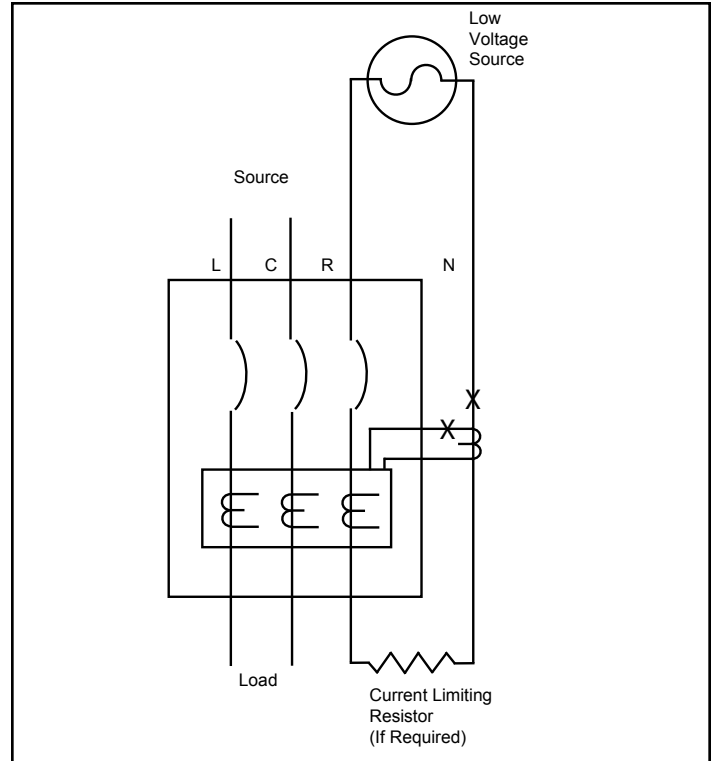 Low
Voltage
Source
Source
L C R N
X
X
Load
Current Limiting
Resistor
(If Required)